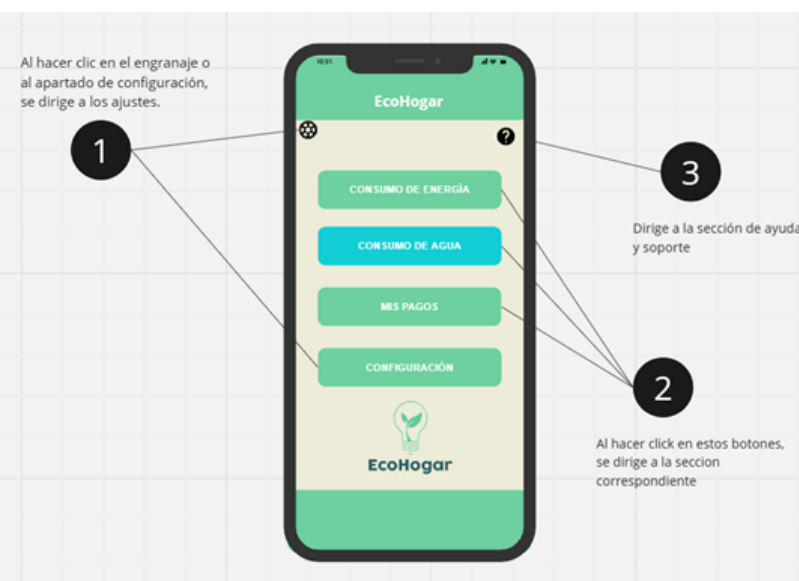 Al hacer clic en el engranaje o
al apartado de configuración,
se dirige a los ajustes.
1
10:51
EcoHogar
?
CONSUMO DE ENERGÍA
CONSUMO DE AGUA
MIS PAGOS
CONFIGURACIÓN
EcoHogar
3
Dirige a la sección de ayuda
y soporte
2
Al hacer click en estos botones,
se dirige a la seccion
correspondiente